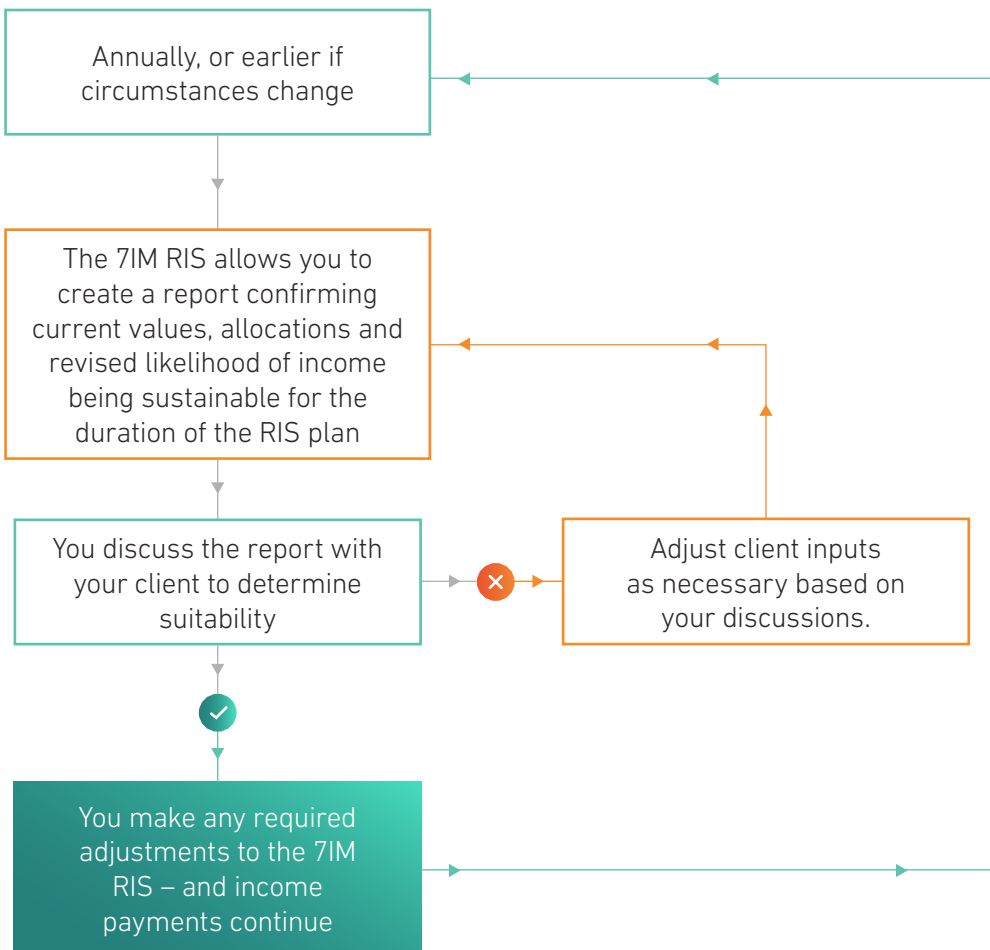 Annually, or earlier if
circumstances change
The 7IM RIS allows you to
create a report confirming
current values, allocations and
revised likelihood of income
being sustainable for the
duration of the RIS plan
You discuss the report with
your client to determine
suitability
Adjust client inputs
as necessary based on
your discussions.
You make any required
adjustments to the 7IM
RIS – and income
payments continue